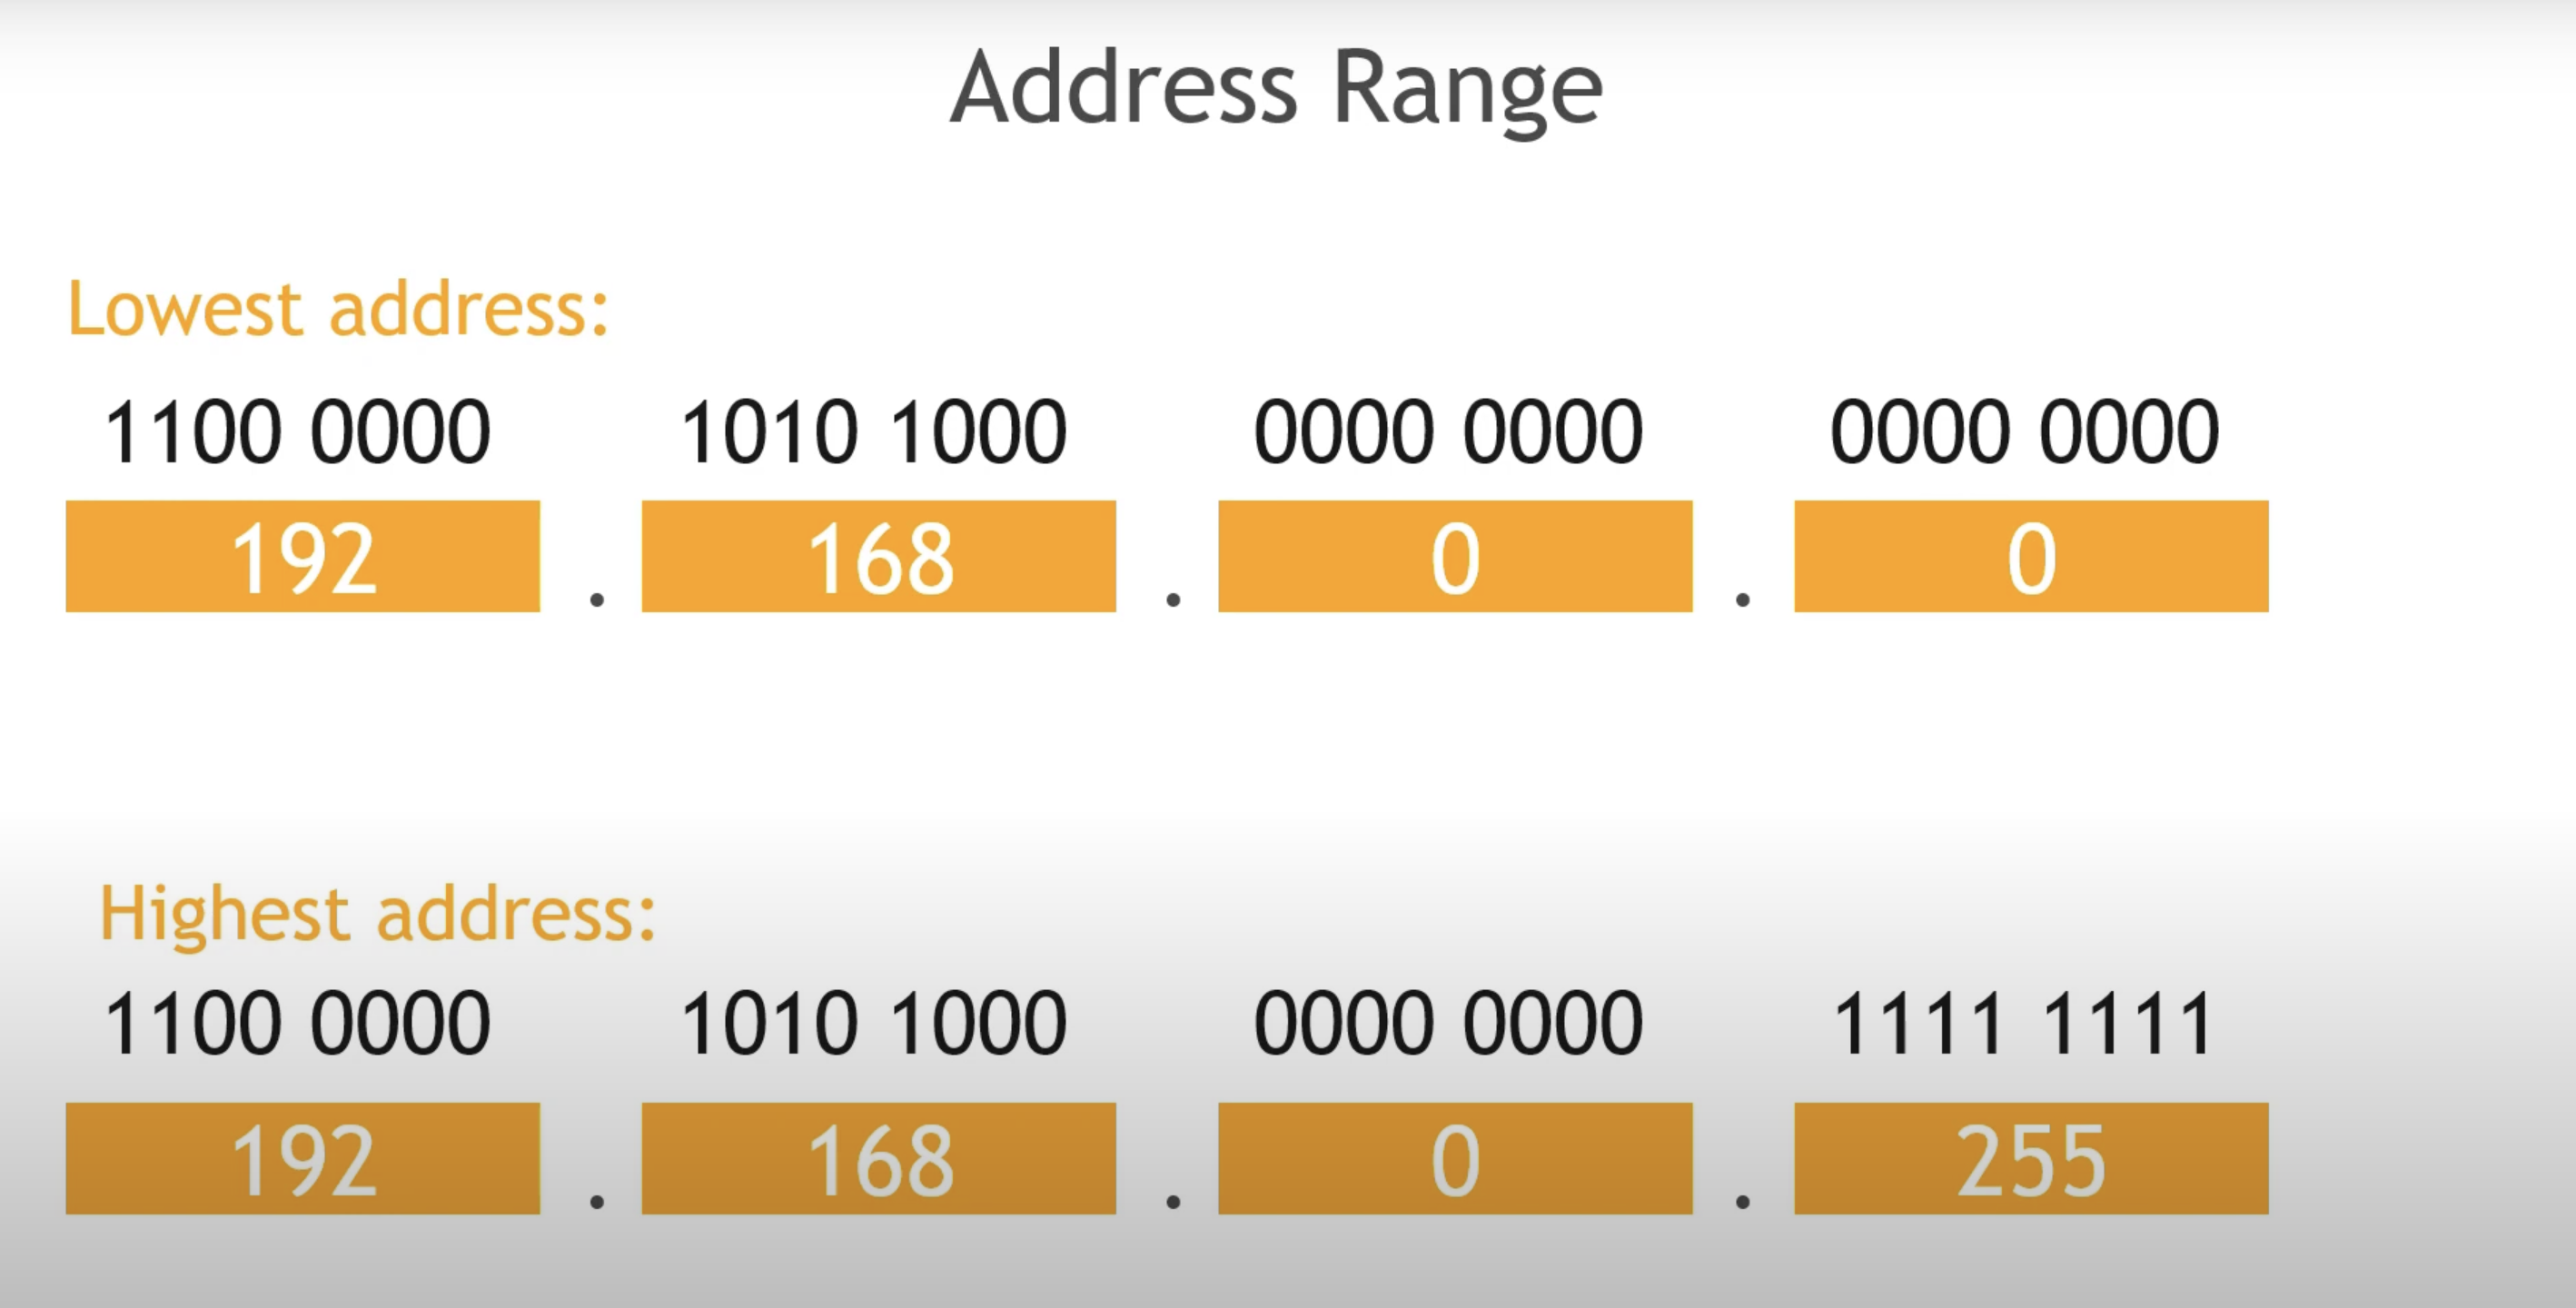 Address Range
Lowest address:
1100 0000 1010 1000 0000 0000 0000 0000
192 . 168 . 0 . 0
Highest address:
1100 0000 1010 1000 0000 0000 1111 1111
192 . 168 . 0 . 255